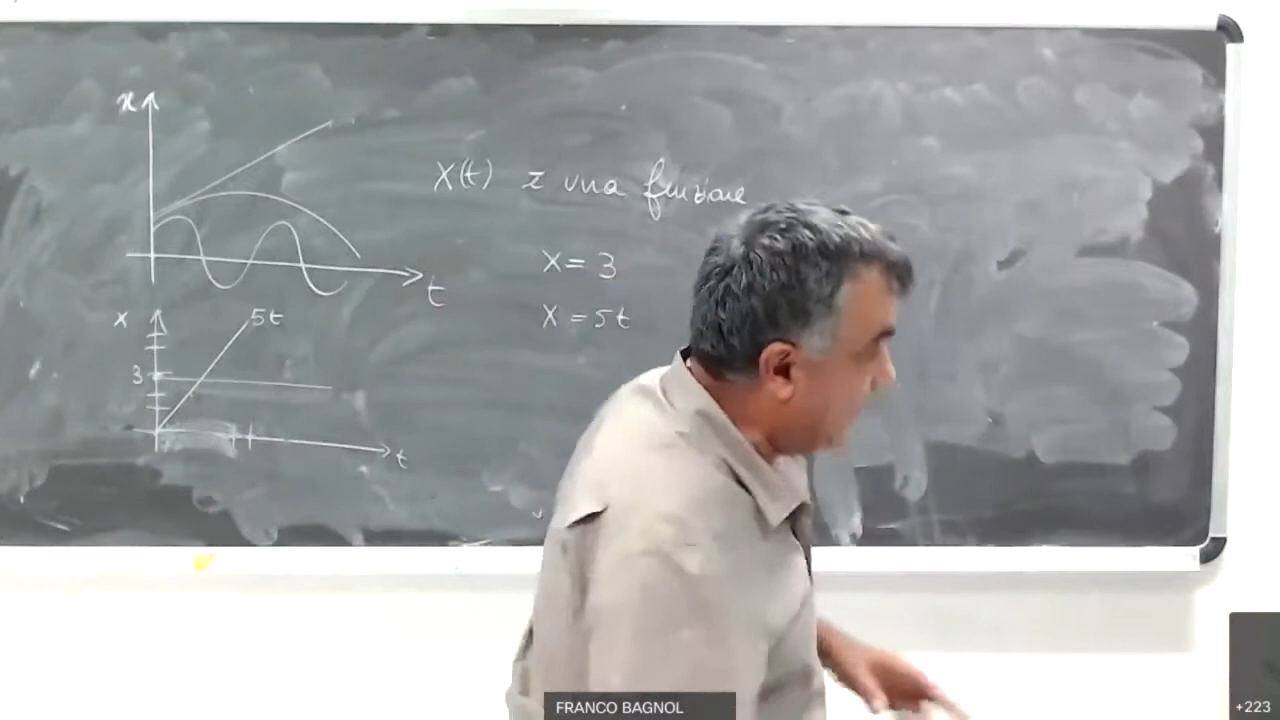 x
t
x
5t
3
t
X(t) è una funzione
X = 3
X = 5t
FRANCO BAGNOL
+223